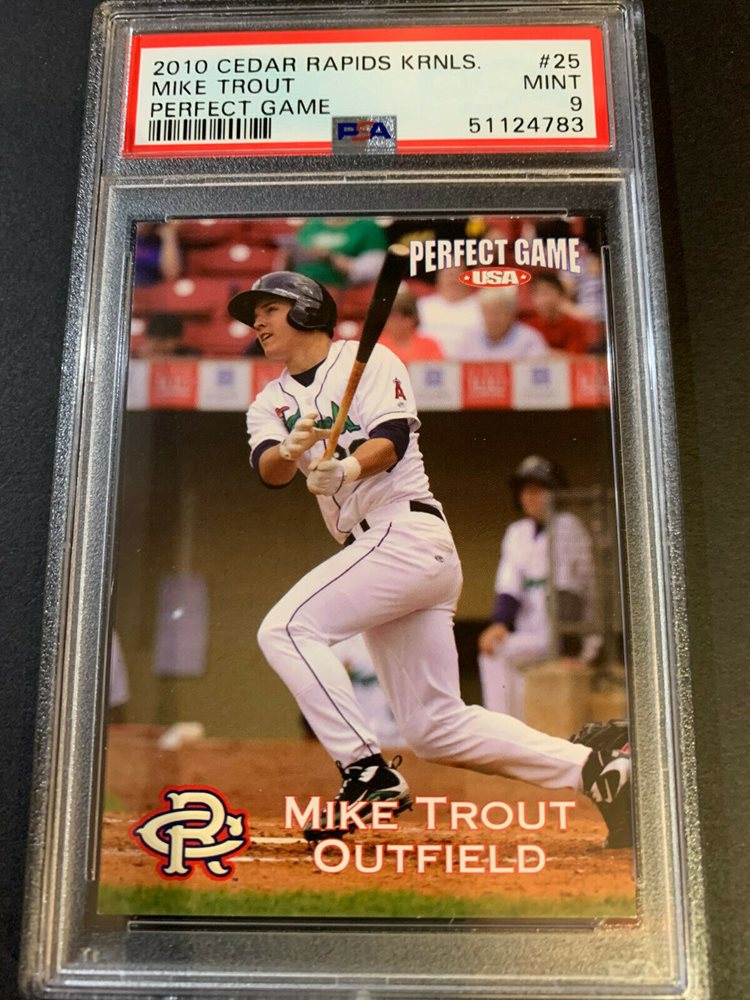 2010 CEDAR RAPIDS KRNLS. #25
MIKE TROUT MINT
PERFECT GAME 9
PSA 51124783
PERFECT GAME
USA
A
CR
MIKE TROUT
OUTFIELD